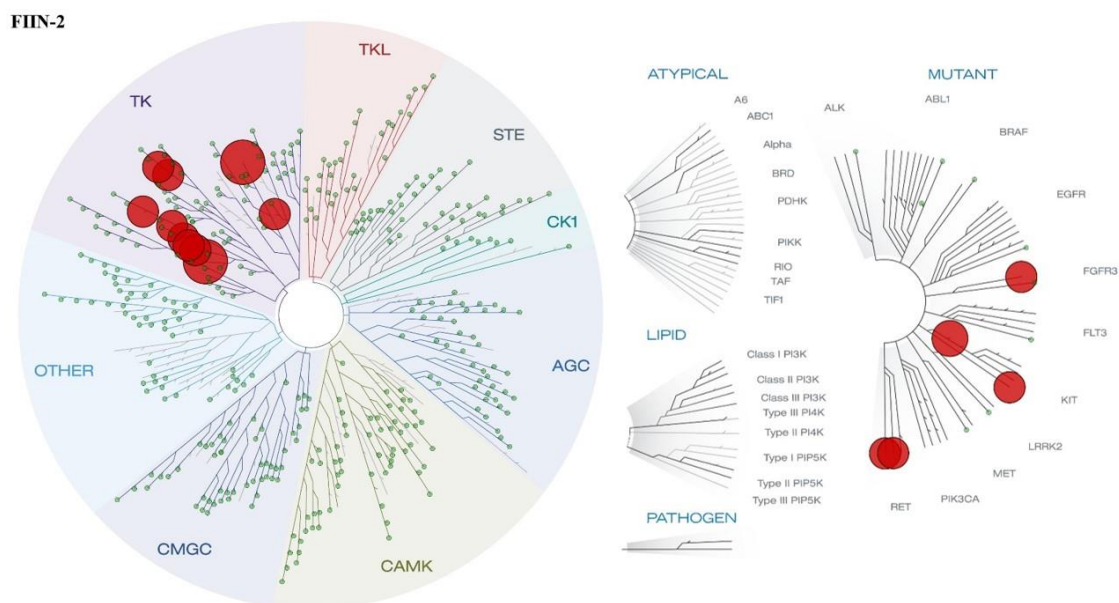 FIIN-2
TK
TKL
STE
CK1
AGC
CAMK
CMGC
OTHER
ATYPICAL
A6
ABC1
Alpha
BRD
PDHK
PIKK
RIO
TAF
TIF1
LIPID
Class I PI3K
Class II PI3K
Class III PI3K
Type III PI4K
Type II PI4K
Type I PIP5K
Type II PIP5K
Type III PIP5K
PATHOGEN
MUTANT
ALK
ABL1
BRAF
EGFR
FGFR3
FLT3
KIT
LRRK2
MET
PIK3CA
RET